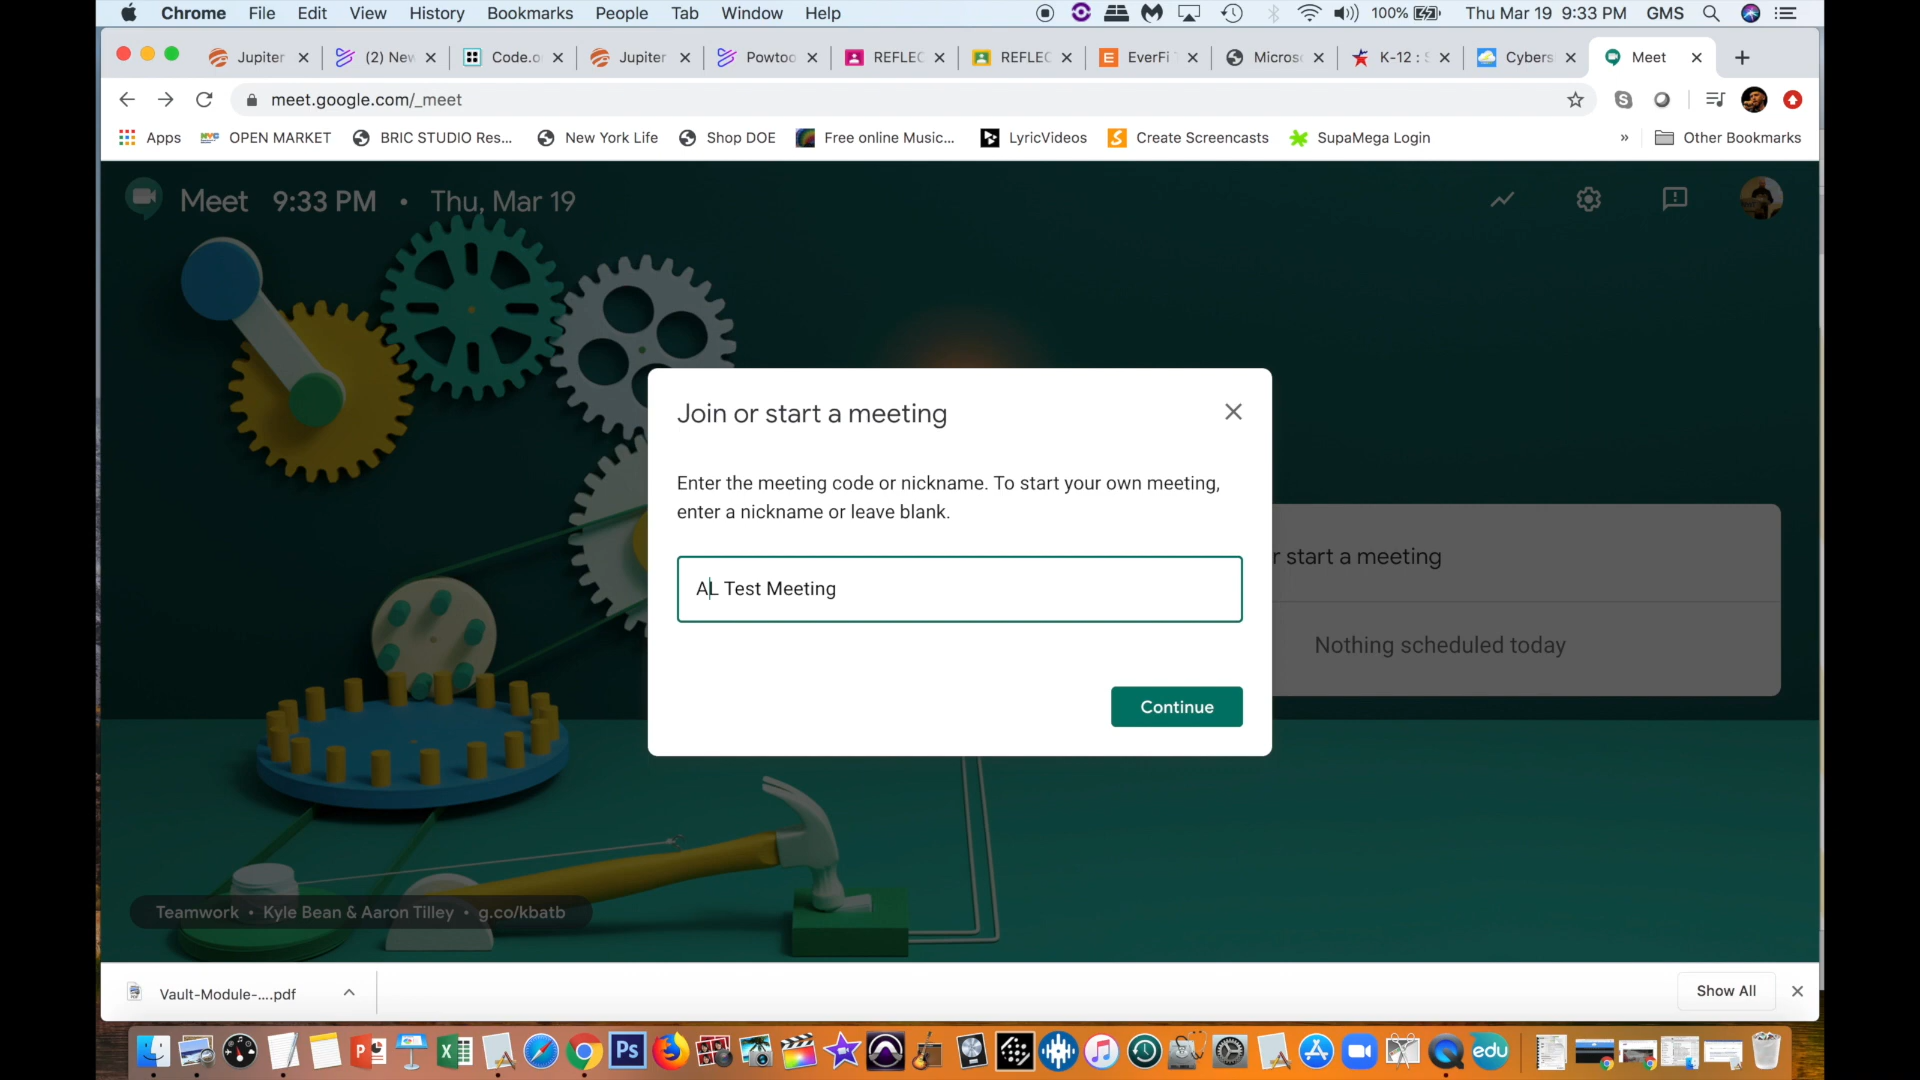 Chrome File Edit View History Bookmarks People Tab Window Help 100% Thu Mar 19 9:33 PM GMS
Jupiter (2) New Code.o Jupiter Powtoo REFLEC REFLEC EverFi Micros K-12 : S Cybers Meet
meet.google.com/_meet
Apps NYC OPEN MARKET BRIC STUDIO Res... New York Life Shop DOE Free online Music... LyricVideos Create Screencasts SupaMega Login » Other Bookmarks
Meet 9:33 PM • Thu, Mar 19
Join or start a meeting
Enter the meeting code or nickname. To start your own meeting,
enter a nickname or leave blank.
r start a meeting
AL Test Meeting
Nothing scheduled today
Continue
Teamwork • Kyle Bean & Aaron Tilley • g.co/kbatb
Vault-Module-....pdf Show All
Ps edu